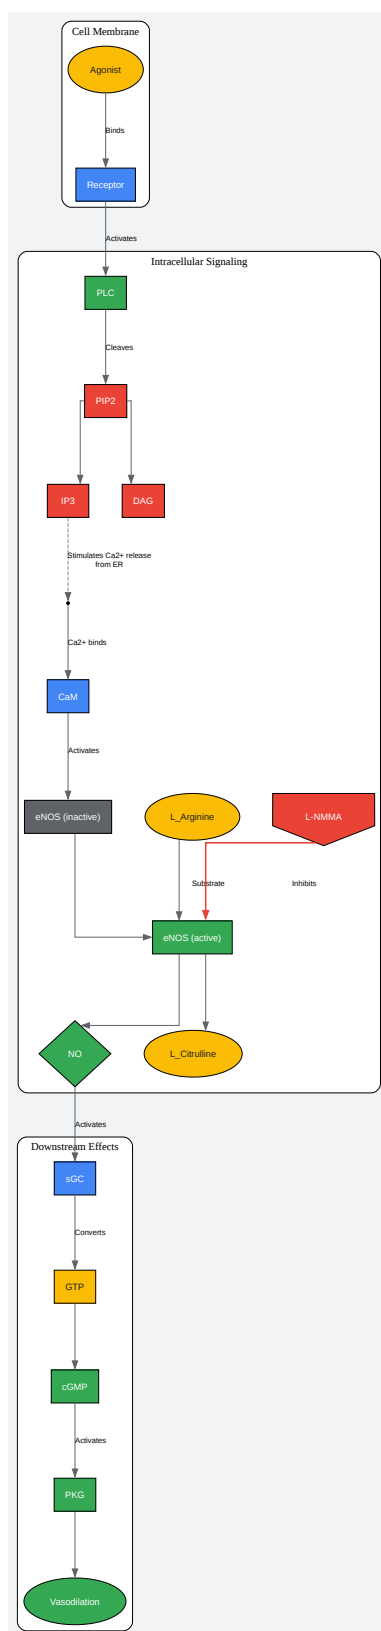 Cell Membrane
Agonist
Binds
Receptor
Activates
Intracellular Signaling
PLC
Cleaves
PIP2
IP3
DAG
Stimulates Ca2+ release
from ER
Ca2+ binds
CaM
Activates
eNOS (inactive)
L_Arginine
L-NMMA
Substrate
Inhibits
eNOS (active)
NO
L_Citrulline
Activates
Downstream Effects
sGC
Converts
GTP
cGMP
Activates
PKG
Vasodilation